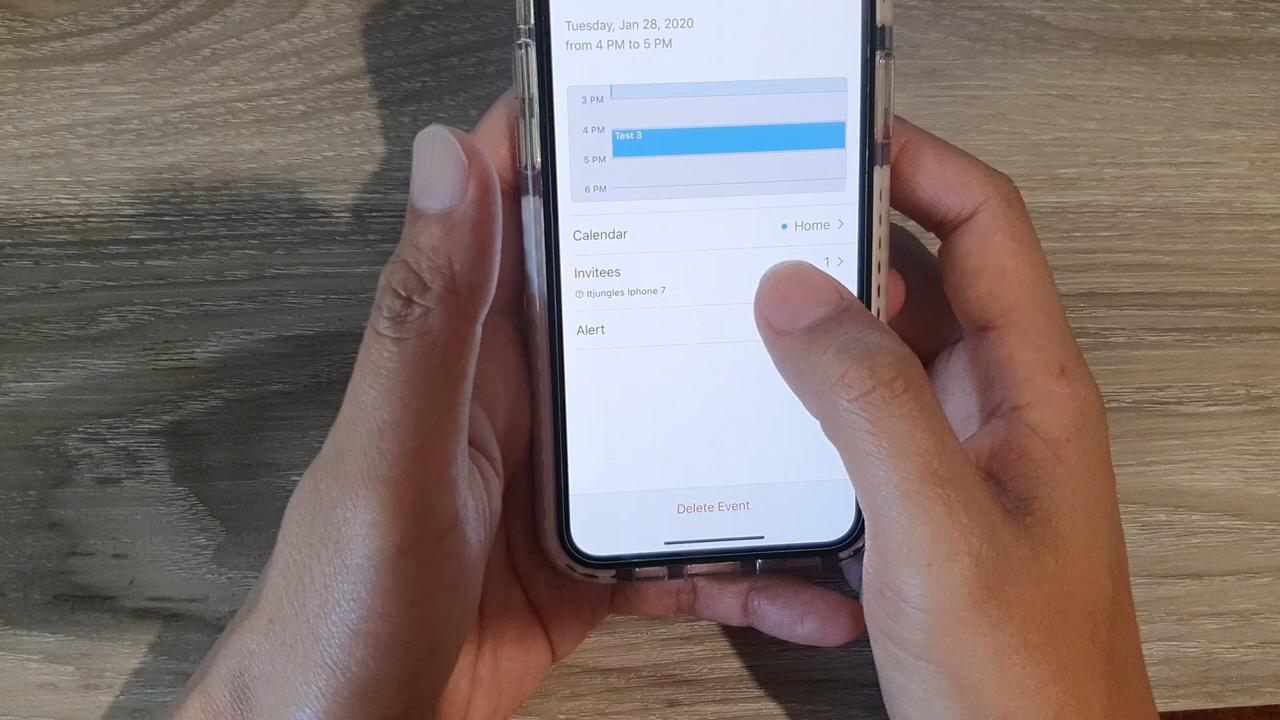 Tuesday, Jan 28, 2020
from 4 PM to 5 PM
3 PM
4 PM
Test 3
5 PM
6 PM
Calendar
Home
Invitees
1
Itjungles Iphone 7
Alert
Delete Event